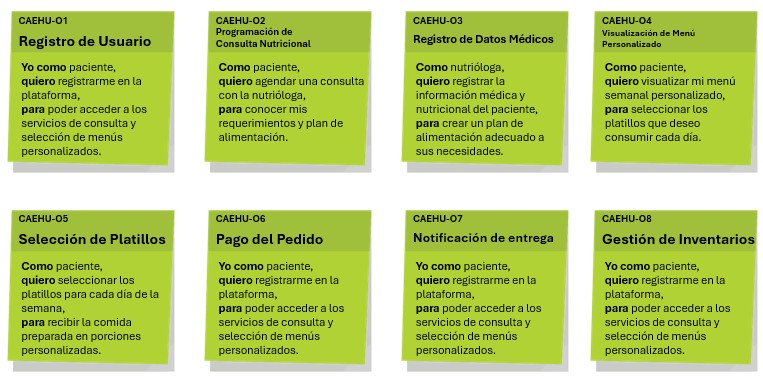 CAEHU-01
Registro de Usuario
Yo como paciente,
quiero registrarme en la
plataforma,
para poder acceder a los
servicios de consulta y
selección de menús
personalizados.
CAEHU-02
Programación de
Consulta Nutricional
Como paciente,
quiero agendar una consulta
con la nutrióloga,
para conocer mis
requerimientos y plan de
alimentación.
CAEHU-03
Registro de Datos Médicos
Como nutrióloga,
quiero registrar la
información médica y
nutricional del paciente,
para crear un plan de
alimentación adecuado a
sus necesidades.
CAEHU-04
Visualización de Menú
Personalizado
Como paciente,
quiero visualizar mi menú
semanal personalizado,
para seleccionar los
platillos que deseo
consumir cada día.
CAEHU-05
Selección de Platillos
Como paciente,
quiero seleccionar los
platillos para cada día de la
semana,
para recibir la comida
preparada en porciones
personalizadas.
CAEHU-06
Pago del Pedido
Yo como paciente,
quiero registrarme en la
plataforma,
para poder acceder a los
servicios de consulta y
selección de menús
personalizados.
CAEHU-07
Notificación de entrega
Yo como paciente,
quiero registrarme en la
plataforma,
para poder acceder a los
servicios de consulta y
selección de menús
personalizados.
CAEHU-08
Gestión de Inventarios
Yo como paciente,
quiero registrarme en la
plataforma,
para poder acceder a los
servicios de consulta y
selección de menús
personalizados.